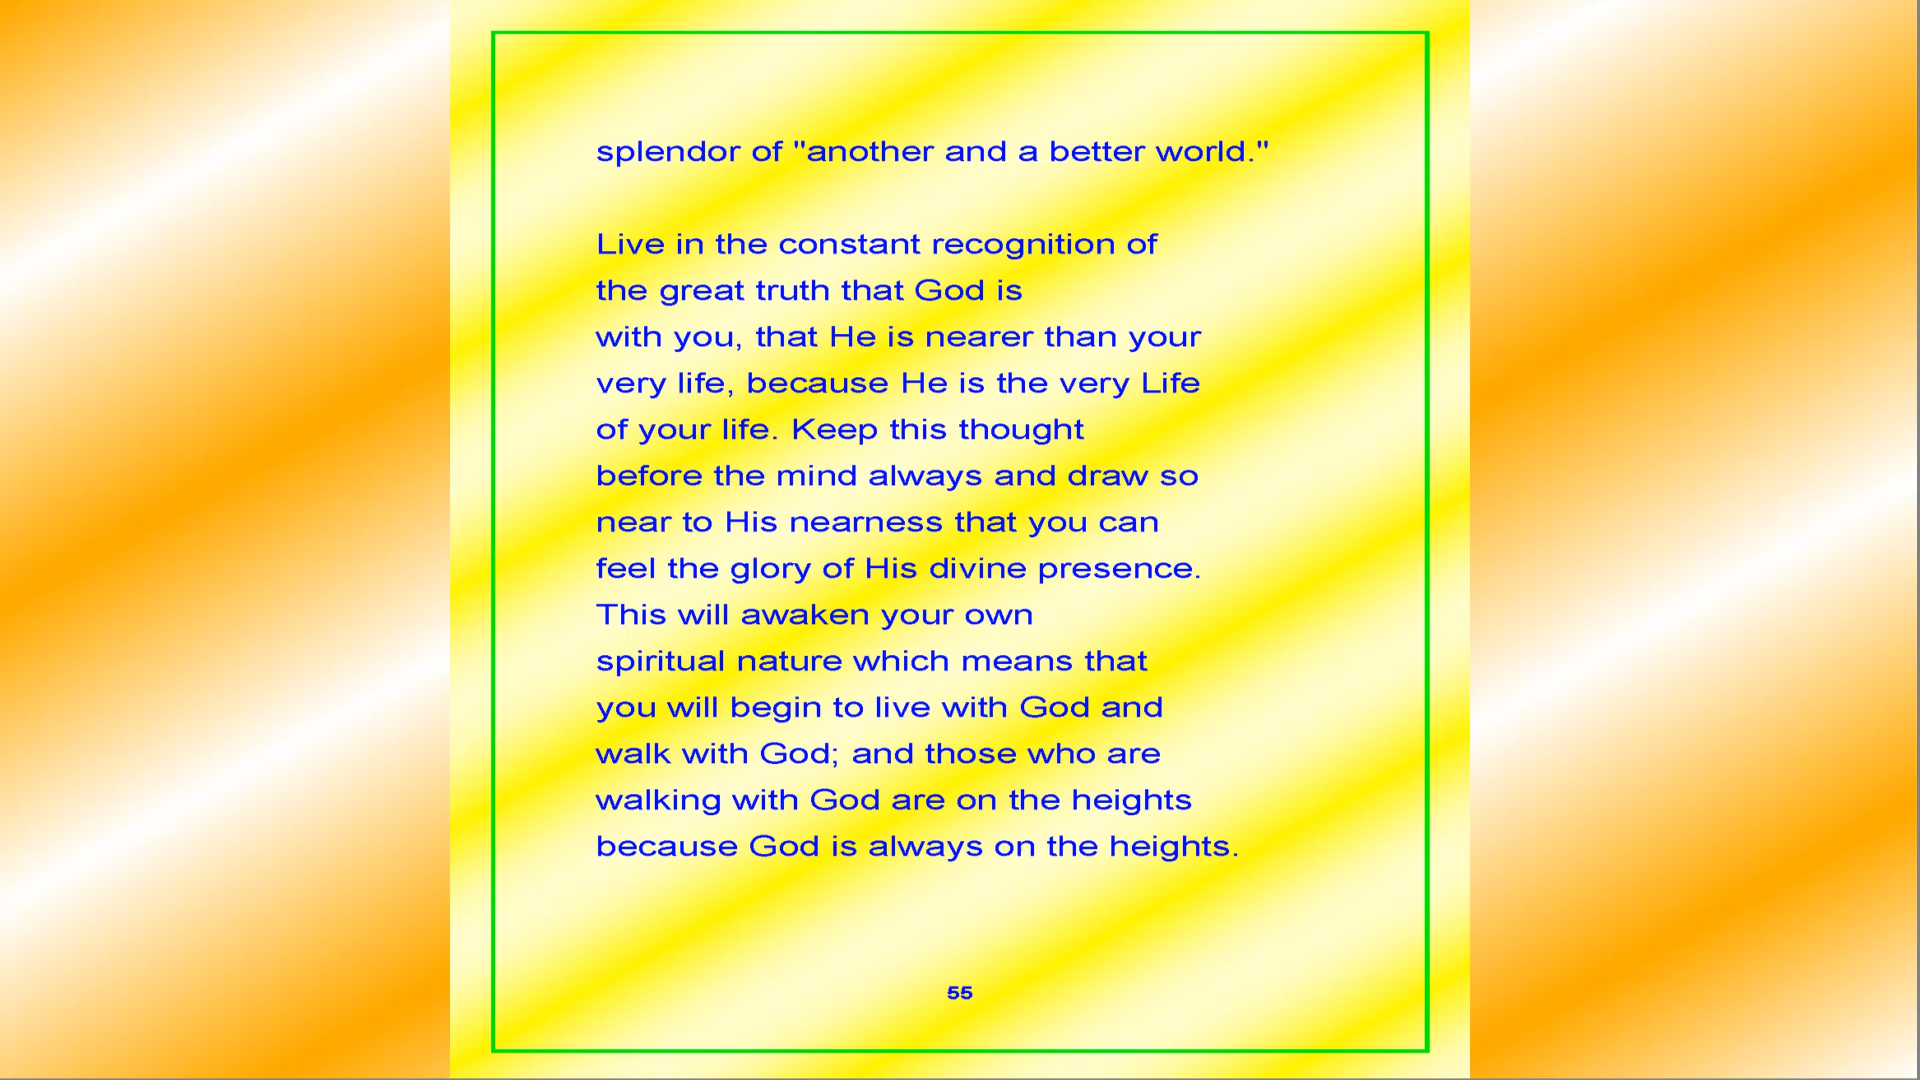 splendor of "another and a better world."
Live in the constant recognition of
the great truth that God is
with you, that He is nearer than your
very life, because He is the very Life
of your life. Keep this thought
before the mind always and draw so
near to His nearness that you can
feel the glory of His divine presence.
This will awaken your own
spiritual nature which means that
you will begin to live with God and
walk with God; and those who are
walking with God are on the heights
because God is always on the heights.
55